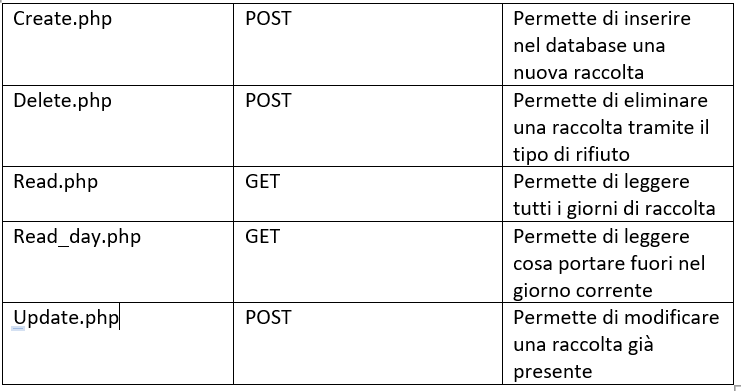 Create.php POST Permette di inserire
nel database una
nuova raccolta
Delete.php POST Permette di eliminare
una raccolta tramite il
tipo di rifiuto
Read.php GET Permette di leggere
tutti i giorni di raccolta
Read_day.php GET Permette di leggere
cosa portare fuori nel
giorno corrente
Update.php POST Permette di modificare
una raccolta già
presente